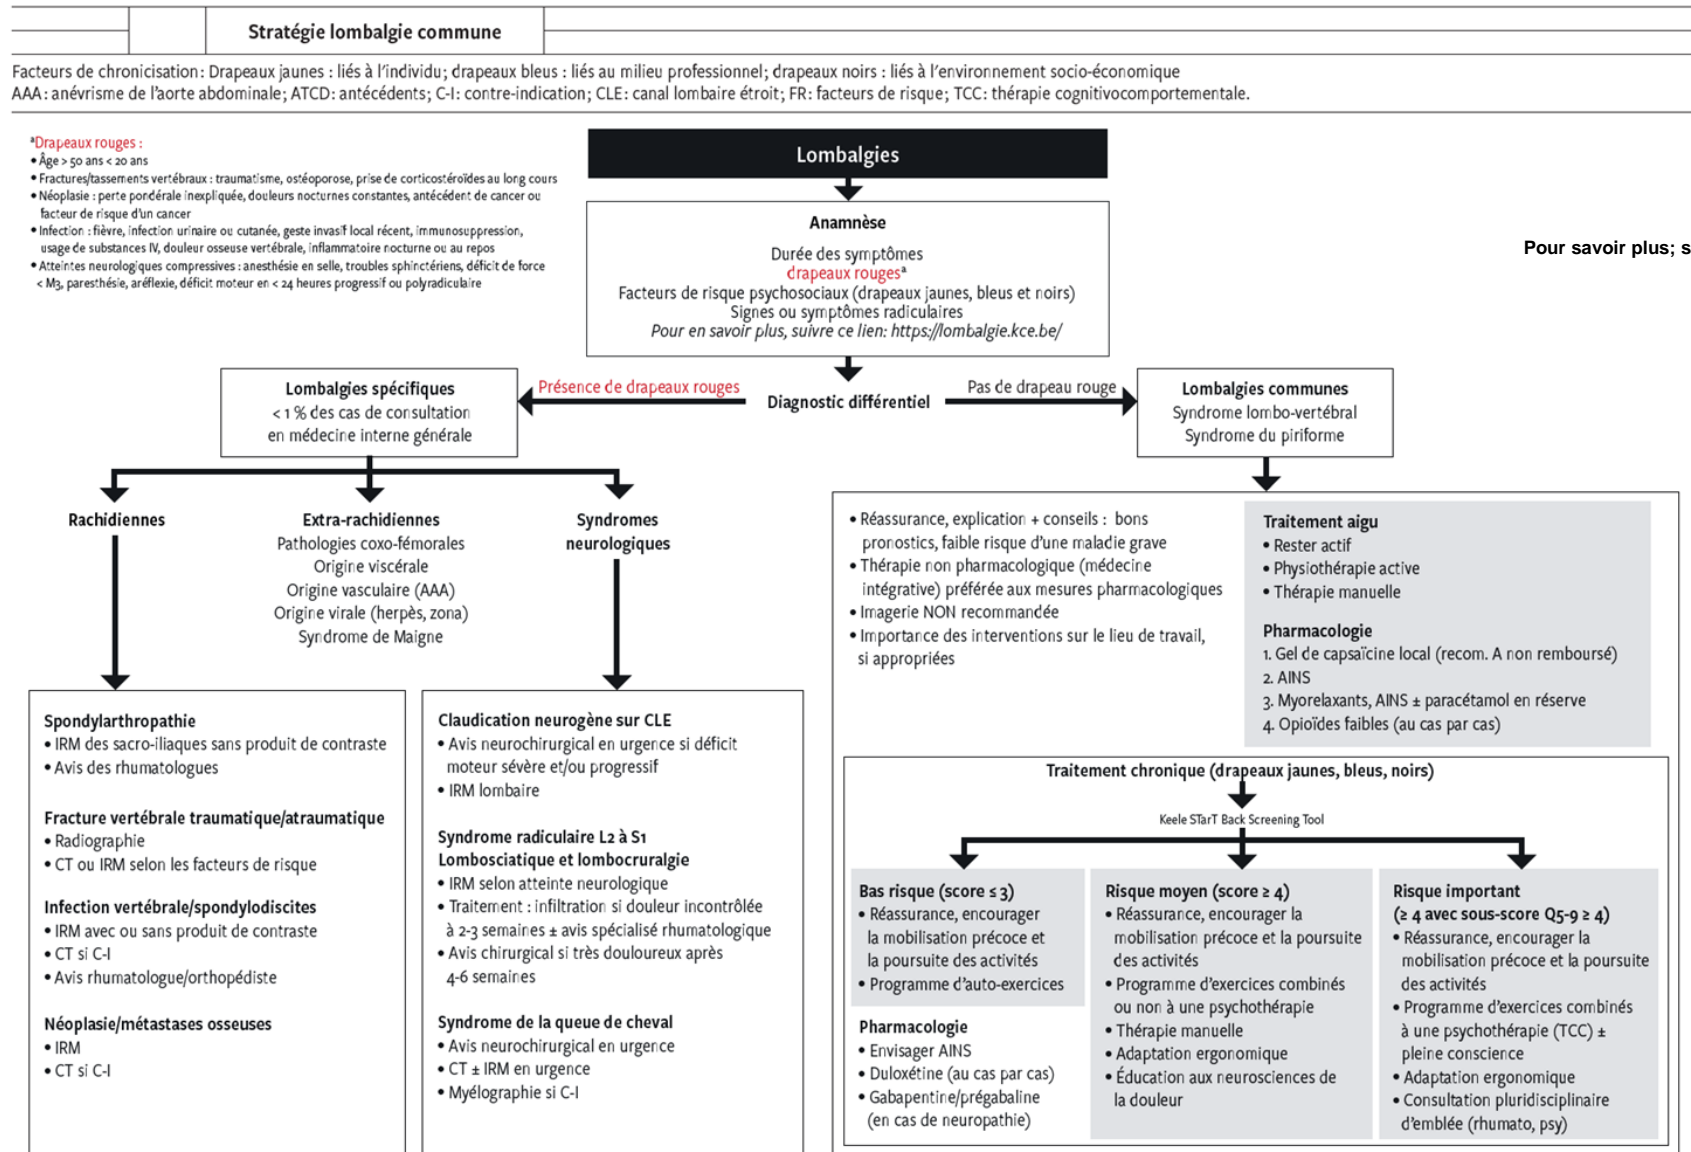 Stratégie lombalgie commune
Facteurs de chronicisation : Drapeaux jaunes : liés à l'individu; drapeaux bleus : liés au milieu professionnel; drapeaux noirs : liés à l'environnement socio-économique
AAA : anévrisme de l'aorte abdominale; ATCD : antécédents; C-I : contre-indication; CLE : canal lombaire étroit; FR : facteurs de risque; TCC : thérapie cognitivocomportementale.
ᵃDrapeaux rouges :
• Âge > 50 ans < 20 ans
• Fractures/tassements vertébraux : traumatisme, ostéoporose, prise de corticostéroïdes au long cours
• Néoplasie : perte pondérale inexpliquée, douleurs nocturnes constantes, antécédent de cancer ou
facteur de risque d'un cancer
• Infection : fièvre, infection urinaire ou cutanée, geste invasif local récent, immunosuppression,
usage de substances IV, douleur osseuse vertébrale, inflammatoire nocturne ou au repos
• Atteintes neurologiques compressives : anesthésie en selle, troubles sphinctériens, déficit de force
< M3, paresthésie, aréflexie, déficit moteur en < 24 heures progressif ou polyradiculaire
Lombalgies
Anamnèse
Durée des symptômes
drapeaux rougesᵃ
Facteurs de risque psychosociaux (drapeaux jaunes, bleus et noirs)
Signes ou symptômes radiculaires
Pour en savoir plus, suivre ce lien: https://lombalgie.kce.be/
Pour savoir plus; s
Lombalgies spécifiques
< 1 % des cas de consultation
en médecine interne générale
Présence de drapeaux rouges
Diagnostic différentiel
Pas de drapeau rouge
Lombalgies communes
Syndrome lombo-vertébral
Syndrome du piriforme
Rachidiennes
Extra-rachidiennes
Pathologies coxo-fémorales
Origine viscérale
Origine vasculaire (AAA)
Origine virale (herpès, zona)
Syndrome de Maigne
Syndromes
neurologiques
Spondylarthropathie
• IRM des sacro-iliaques sans produit de contraste
• Avis des rhumatologues
Fracture vertébrale traumatique/atraumatique
• Radiographie
• CT ou IRM selon les facteurs de risque
Infection vertébrale/spondylodiscites
• IRM avec ou sans produit de contraste
• CT si C-I
• Avis rhumatologue/orthopédiste
Néoplasie/métastases osseuses
• IRM
• CT si C-I
Claudication neurogène sur CLE
• Avis neurochirurgical en urgence si déficit
moteur sévère et/ou progressif
• IRM lombaire
Syndrome radiculaire L2 à S1
Lombosciatique et lombocruralgie
• IRM selon atteinte neurologique
• Traitement : infiltration si douleur incontrôlée
à 2-3 semaines ± avis spécialisé rhumatologique
• Avis chirurgical si très douloureux après
4-6 semaines
Syndrome de la queue de cheval
• Avis neurochirurgical en urgence
• CT ± IRM en urgence
• Myélographie si C-I
• Réassurance, explication + conseils : bons
pronostics, faible risque d'une maladie grave
• Thérapie non pharmacologique (médecine
intégrative) préférée aux mesures pharmacologiques
• Imagerie NON recommandée
• Importance des interventions sur le lieu de travail,
si appropriées
Traitement aigu
• Rester actif
• Physiothérapie active
• Thérapie manuelle
Pharmacologie
1. Gel de capsaïcine local (recom. A non remboursé)
2. AINS
3. Myorelaxants, AINS ± paracétamol en réserve
4. Opioïdes faibles (au cas par cas)
Traitement chronique (drapeaux jaunes, bleus, noirs)
Keele STarT Back Screening Tool
Bas risque (score ≤ 3)
• Réassurance, encourager
la mobilisation précoce et
la poursuite des activités
• Programme d'auto-exercices
Pharmacologie
• Envisager AINS
• Duloxétine (au cas par cas)
• Gabapentine/prégabaline
(en cas de neuropathie)
Risque moyen (score ≥ 4)
• Réassurance, encourager la
mobilisation précoce et la poursuite
des activités
• Programme d'exercices combinés
ou non à une psychothérapie
• Thérapie manuelle
• Adaptation ergonomique
• Éducation aux neurosciences de
la douleur
Risque important
(≥ 4 avec sous-score Q5-9 ≥ 4)
• Réassurance, encourager la
mobilisation précoce et la poursuite
des activités
• Programme d'exercices combinés
à une psychothérapie (TCC) ±
pleine conscience
• Adaptation ergonomique
• Consultation pluridisciplinaire
d'emblée (rhumato, psy)